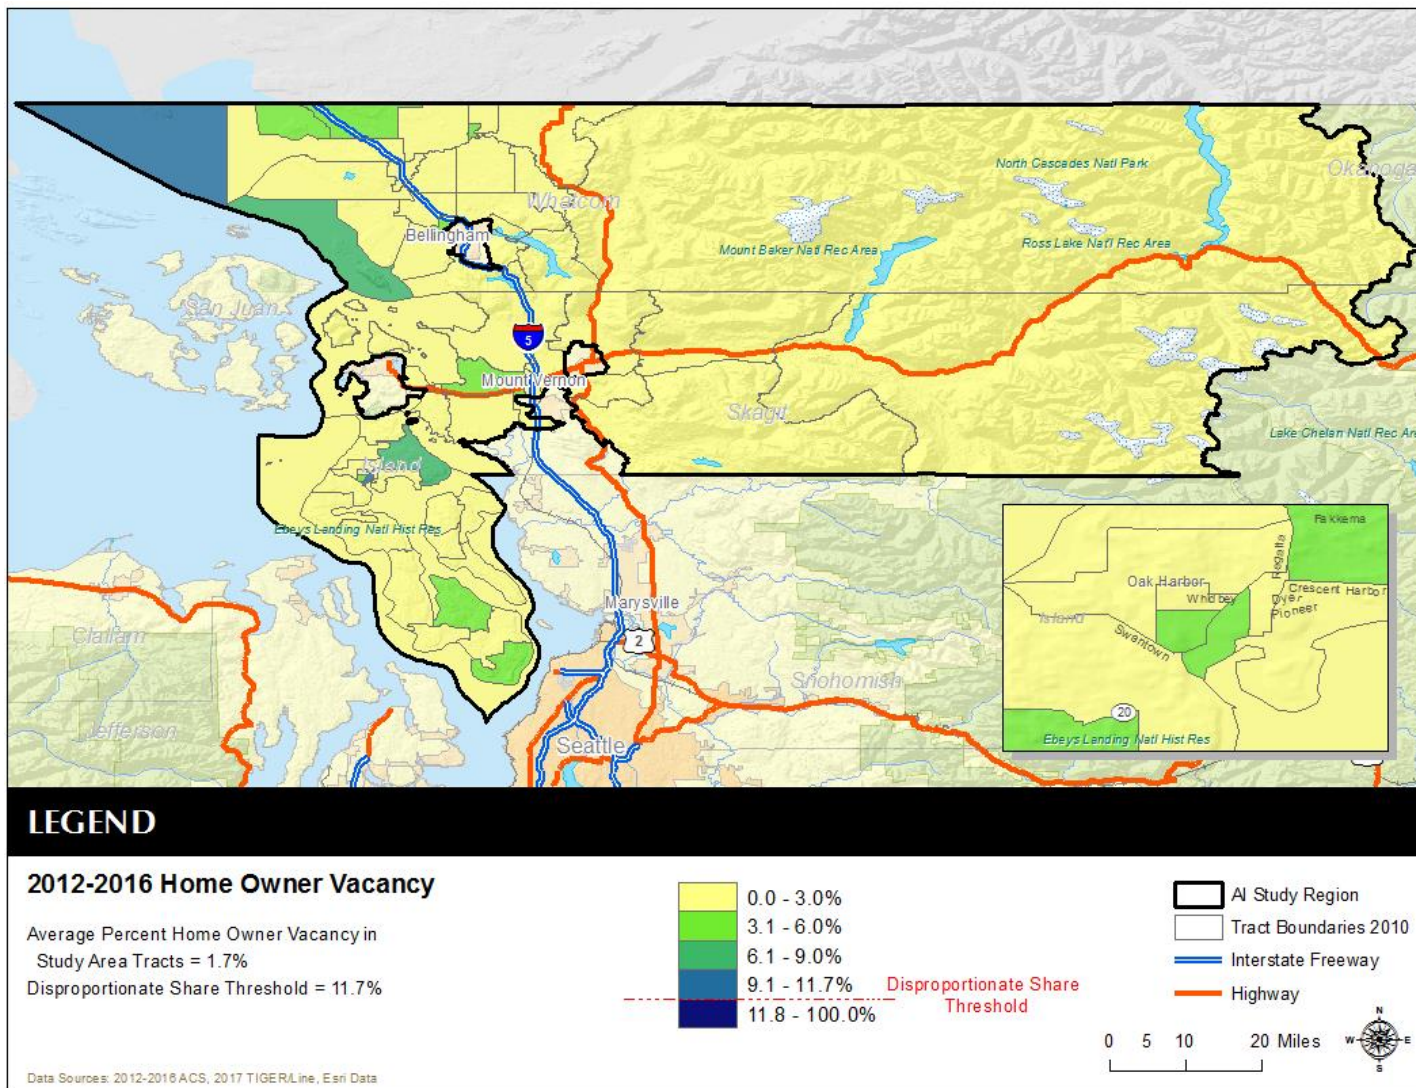 North Cascades Natl Park
Okanoga
Whatcom
Bellingham
Mount Baker Natl Rec Area
Ross Lake Nat'l Rec Area
San Juan
5
Mount Vernon
Skagit
Lake Chelan Natl Rec Are
Island
Ebeys Landing Natl Hist Res
Fakkema
Regatta
Oak Harbor
Crescent Harbor
Whidbey
Dyer
Pioneer
Island
Swantown
20
Ebeys Landing Natl Hist Res
Marysville
2
Clallam
Snohomish
Jefferson
Seattle
LEGEND
2012-2016 Home Owner Vacancy
Average Percent Home Owner Vacancy in
Study Area Tracts = 1.7%
Disproportionate Share Threshold = 11.7%
0.0 - 3.0%
3.1 - 6.0%
6.1 - 9.0%
9.1 - 11.7%
11.8 - 100.0%
Disproportionate Share
Threshold
AI Study Region
Tract Boundaries 2010
Interstate Freeway
Highway
0 5 10 20 Miles
N
W E
S
Data Sources: 2012-2016 ACS, 2017 TIGER/Line, Esri Data